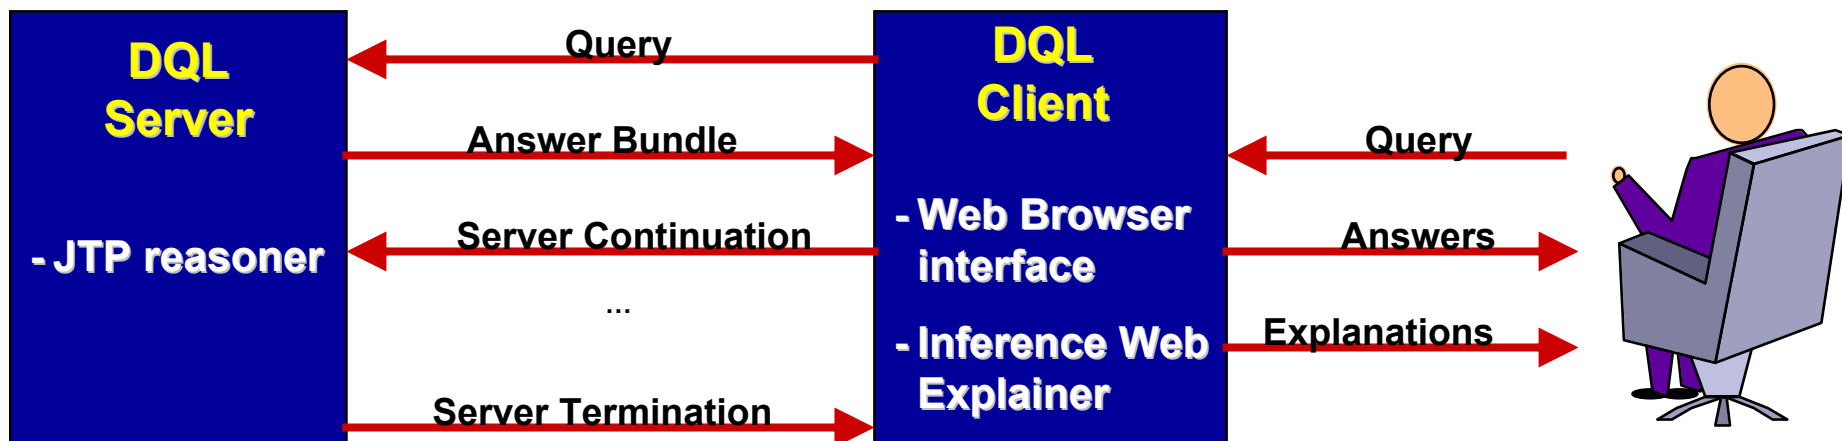 DQL
Server
- JTP reasoner
Query
Answer Bundle
Server Continuation
...
Server Termination
DQL
Client
- Web Browser
interface
- Inference Web
Explainer
Query
Answers
Explanations